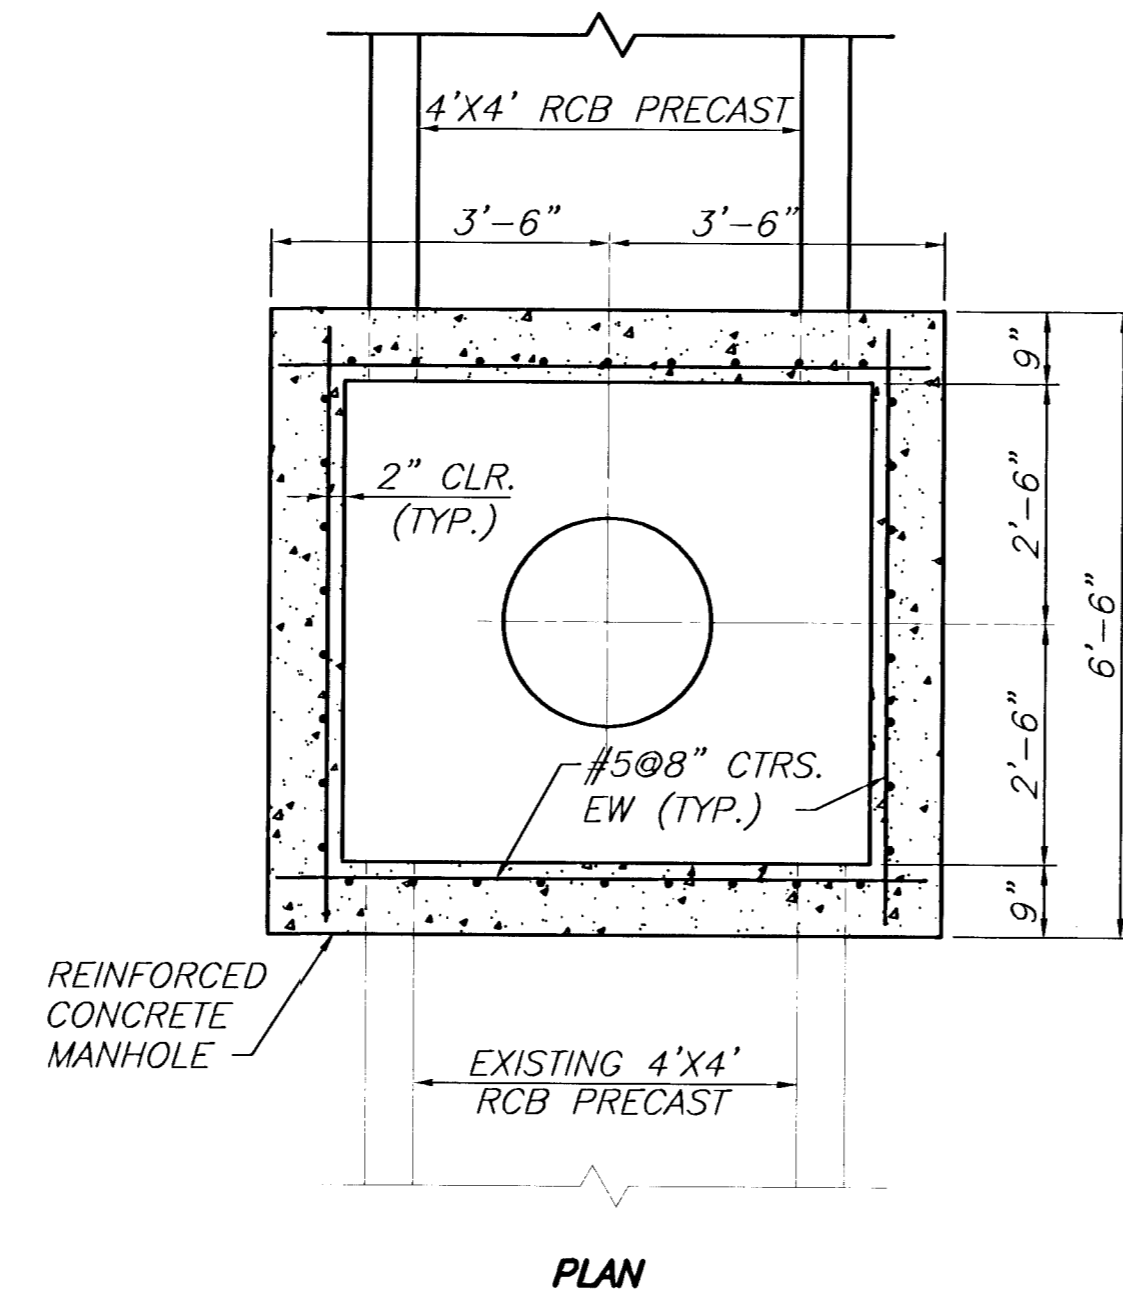 4'X4' RCB PRECAST
3'-6" 3'-6"
9"
2'-6"
2" CLR.
(TYP.)
6'-6"
2'-6"
#5@8" CTRS.
EW (TYP.)
9"
REINFORCED
CONCRETE
MANHOLE
EXISTING 4'X4'
RCB PRECAST
PLAN